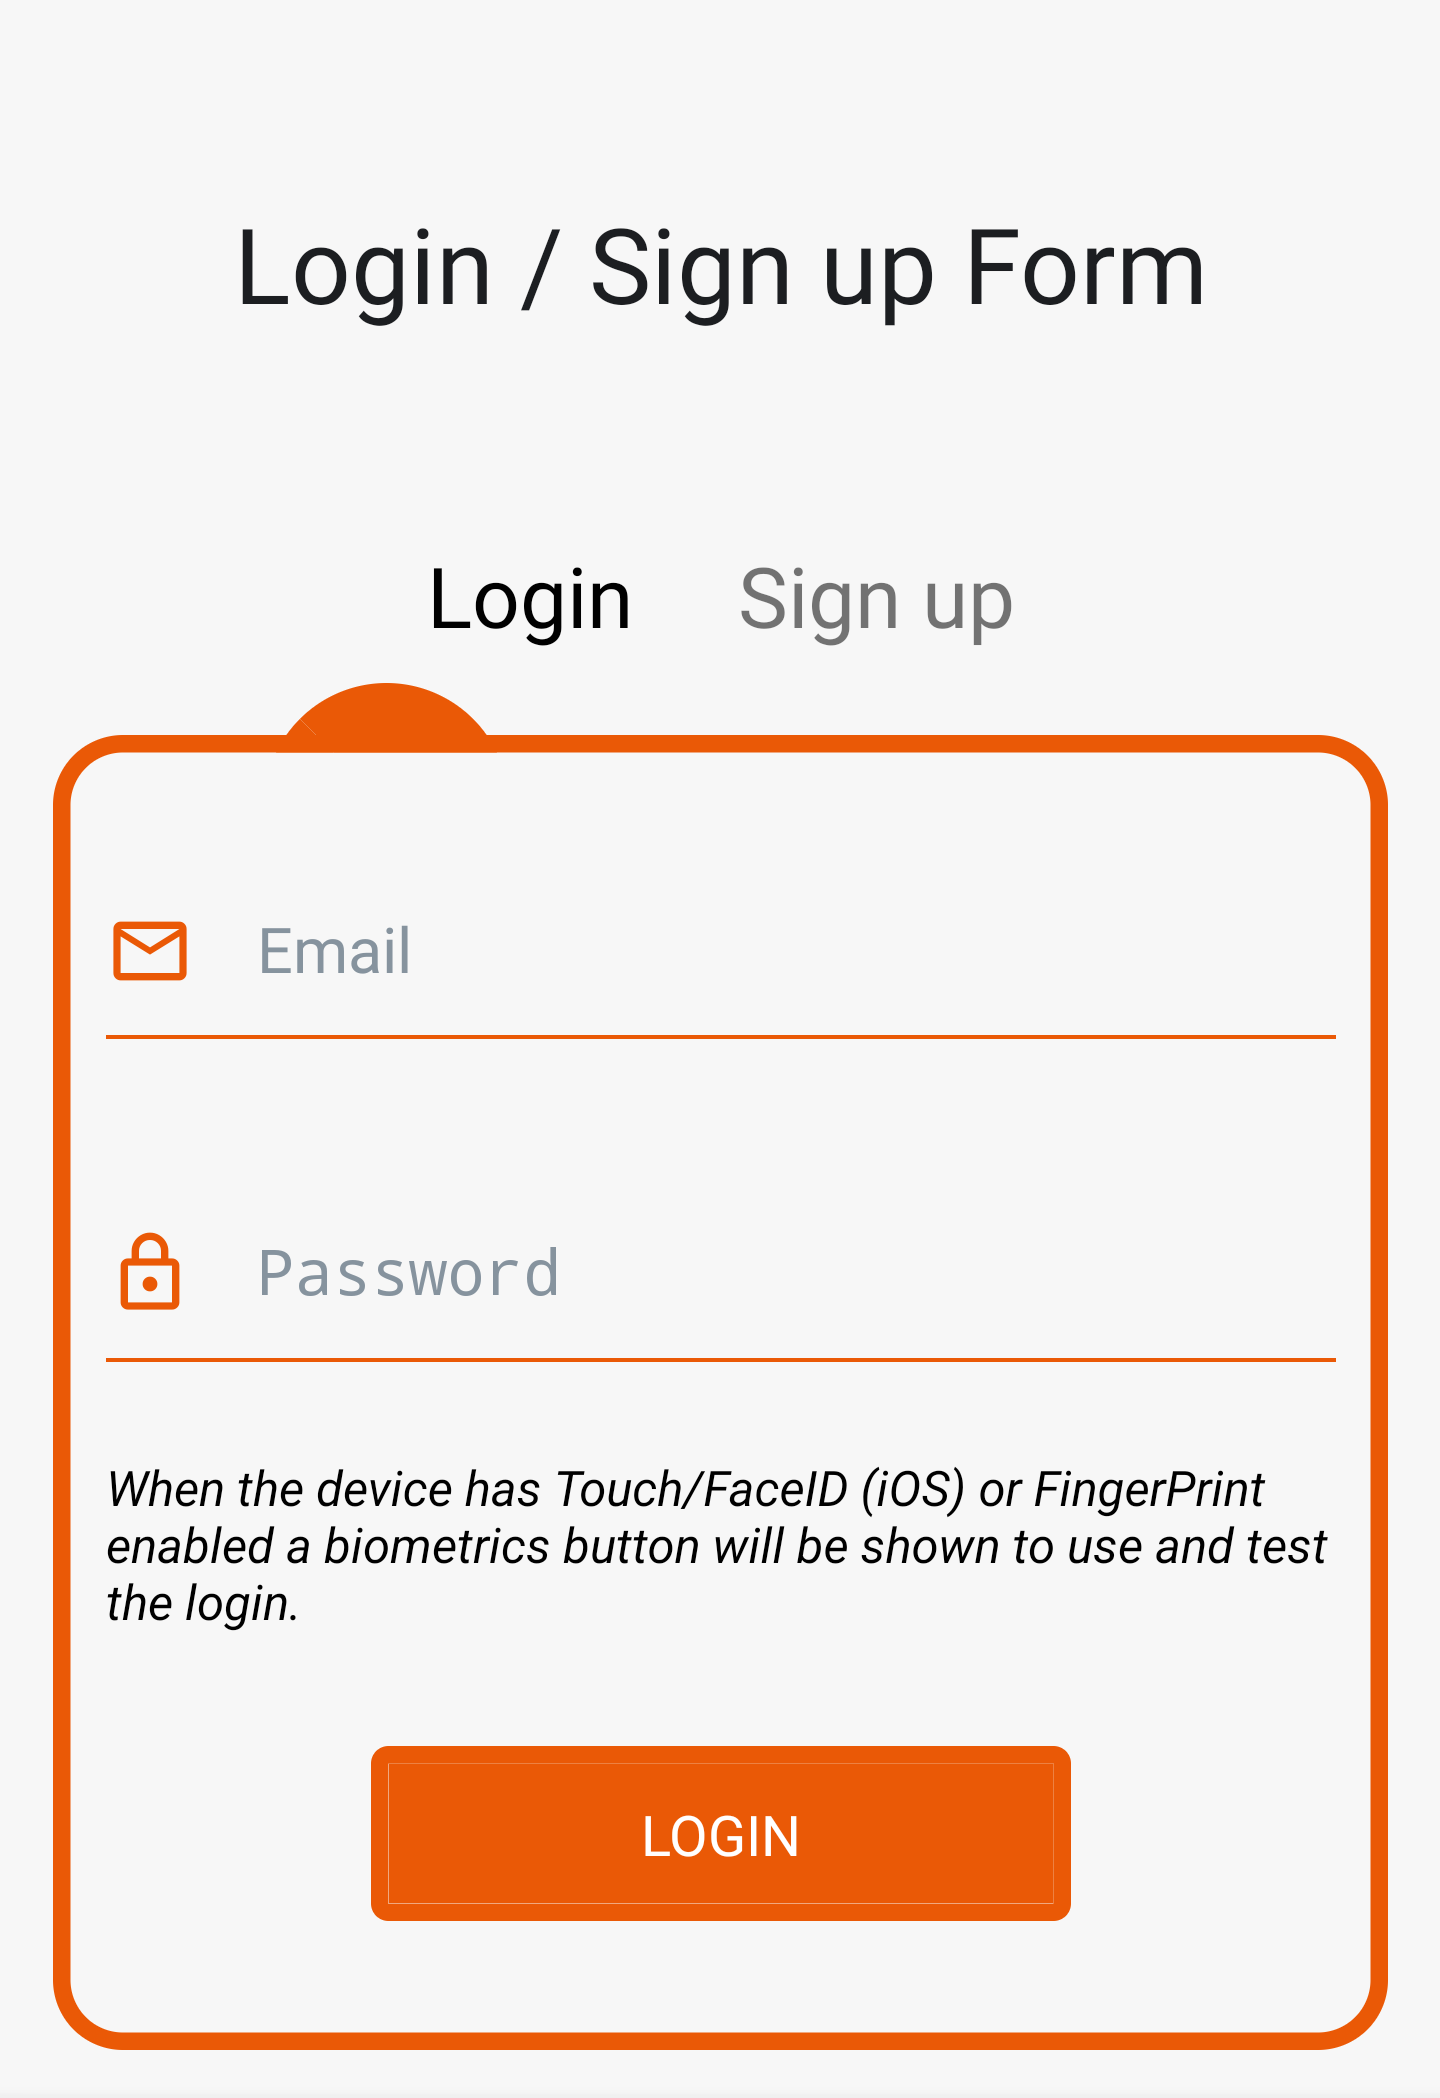 Login / Sign up Form
Login Sign up
Email
Password
When the device has Touch/FaceID (iOS) or FingerPrint
enabled a biometrics button will be shown to use and test
the login.
LOGIN